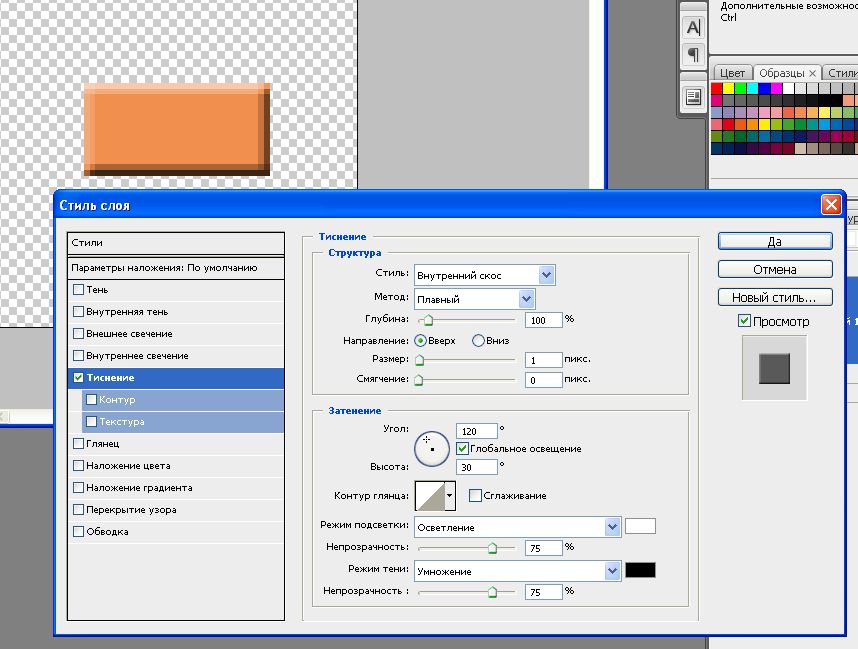 Дополнительные возможнос
Ctrl
A
Цвет
Образцы
Стили
Стиль слоя
Стили
Параметры наложения: По умолчанию
Тень
Внутренняя тень
Внешнее свечение
Внутреннее свечение
Тиснение
Контур
Текстура
Глянец
Наложение цвета
Наложение градиента
Перекрытие узора
Обводка
Тиснение
Структура
Стиль: Внутренний скос
Метод: Плавный
Глубина: 100 %
Направление: Вверх Вниз
Размер: 1 пикс.
Смягчение: 0 пикс.
Затенение
Угол: 120 °
Глобальное освещение
Высота: 30 °
Контур глянца: Сглаживание
Режим подсветки: Осветление
Непрозрачность: 75 %
Режим тени: Умножение
Непрозрачность : 75 %
Да
Отмена
Новый стиль...
Просмотр